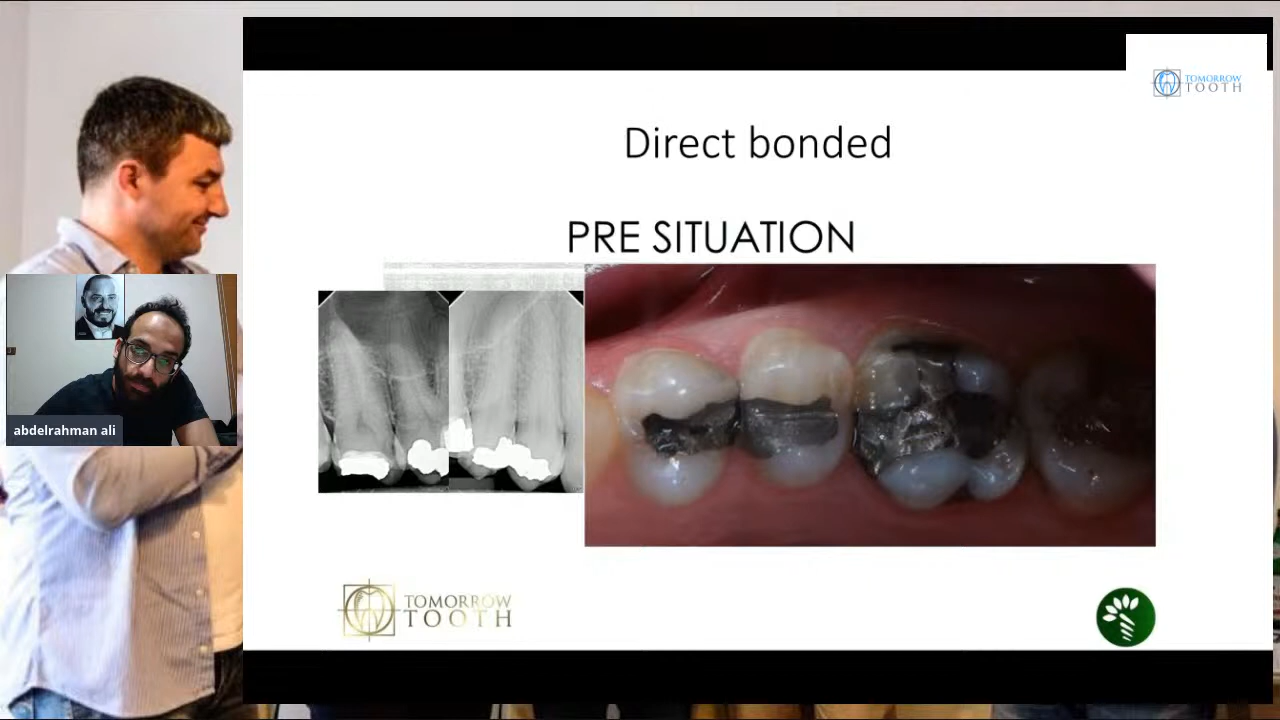 TOMORROW
TOOTH
Direct bonded
PRE SITUATION
abdelrahman ali
TOMORROW
TOOTH